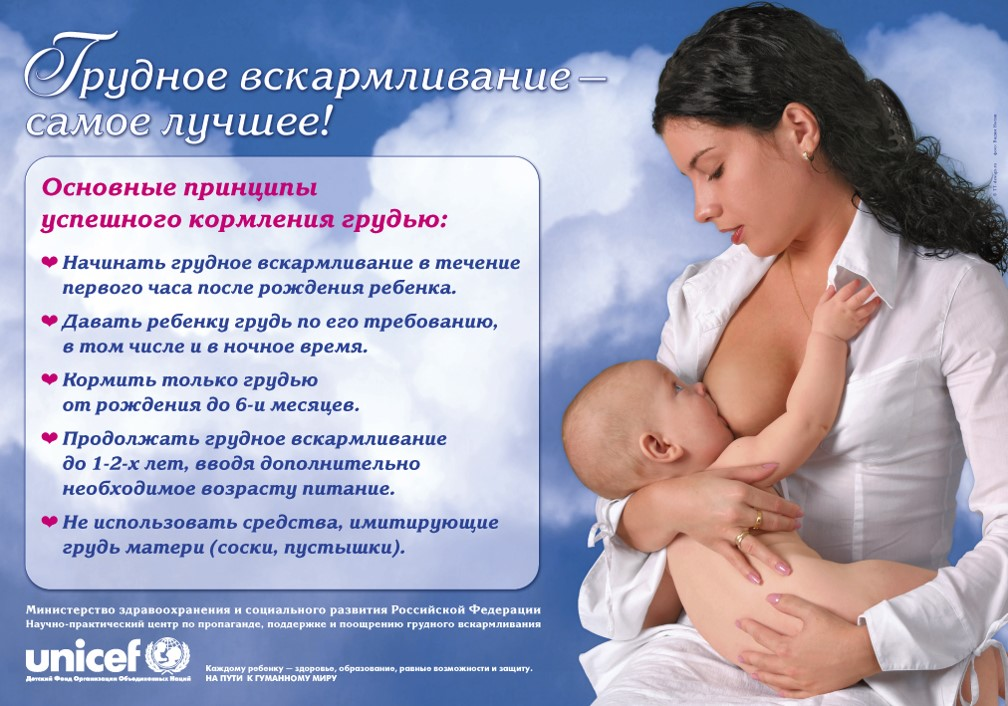 Грудное вскармливание –
самое лучшее!
Основные принципы
успешного кормления грудью:
❤ Начинать грудное вскармливание в течение
первого часа после рождения ребенка.
❤ Давать ребенку грудь по его требованию,
в том числе и в ночное время.
❤ Кормить только грудью
от рождения до 6-и месяцев.
❤ Продолжать грудное вскармливание
до 1-2-х лет, вводя дополнительно
необходимое возрасту питание.
❤ Не использовать средства, имитирующие
грудь матери (соски, пустышки).
Министерство здравоохранения и социального развития Российской Федерации
Научно-практический центр по пропаганде, поддержке и поощрению грудного вскармливания
unicef
Детский Фонд Организации Объединенных Наций
Каждому ребенку — здоровье, образование, равные возможности и защиту.
НА ПУТИ К ГУМАННОМУ МИРУ